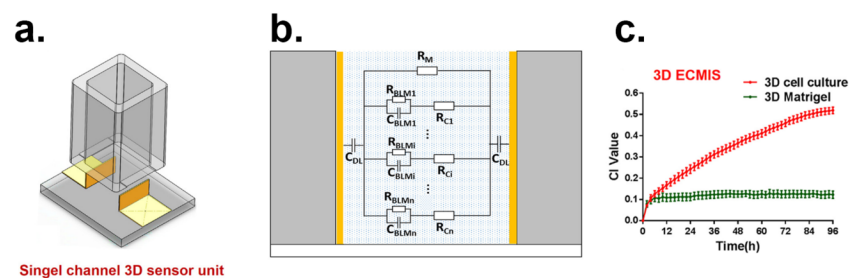 a.
Singel channel 3D sensor unit
b.
R_M
R_BLM1
C_BLM1
R_C1
...
C_DL
C_DL
R_BLMi
C_BLMi
R_Ci
...
R_BLMn
C_BLMn
R_Cn
c.
3D ECMIS
3D cell culture
3D Matrigel
CI Value
0.6
0.5
0.4
0.3
0.2
0.1
0.0
0 12 24 36 48 60 72 84 96
Time(h)